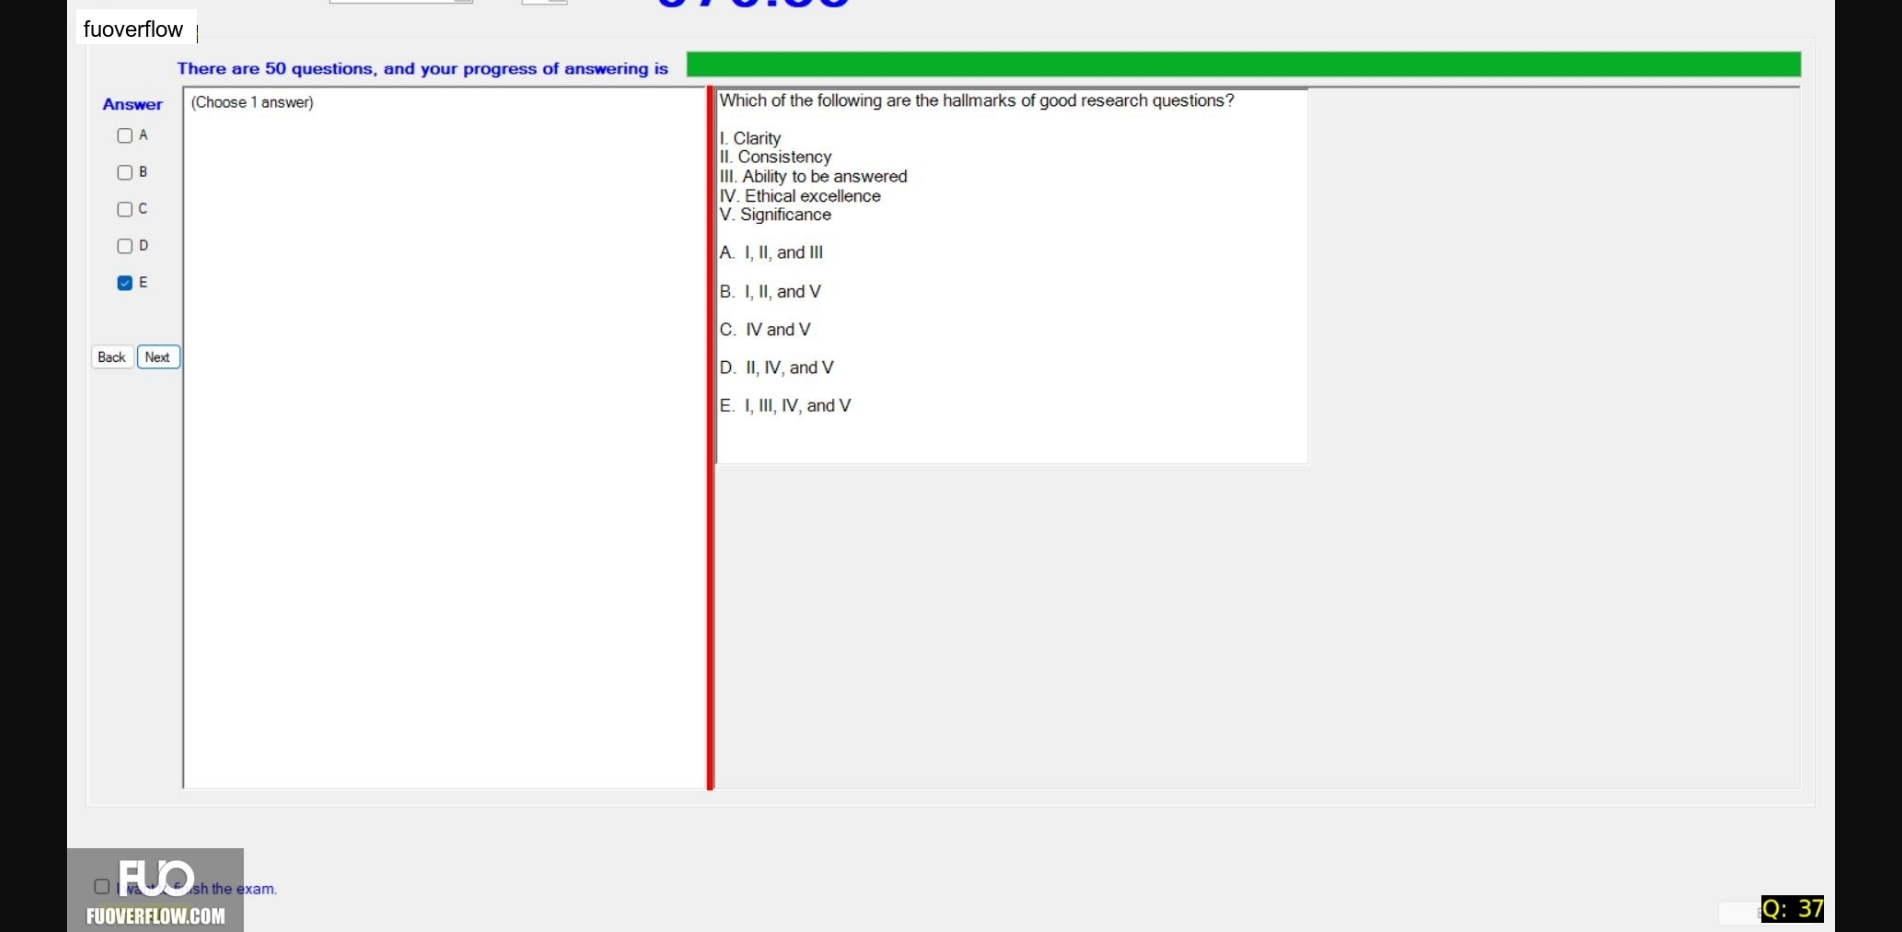 fuoverflow
There are 50 questions, and your progress of answering is
Answer
(Choose 1 answer)
A
B
C
D
E
Back
Next
Which of the following are the hallmarks of good research questions?
I. Clarity
II. Consistency
III. Ability to be answered
IV. Ethical excellence
V. Significance
A. I, II, and III
B. I, II, and V
C. IV and V
D. II, IV, and V
E. I, III, IV, and V
FUO
the exam.
FUOVERFLOW.COM
Q: 37